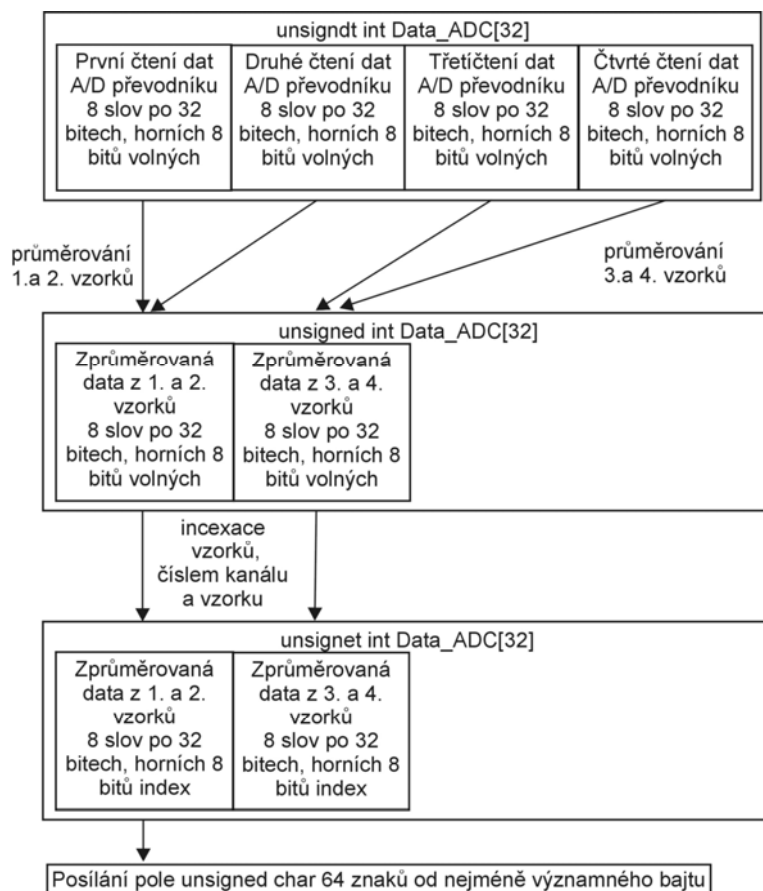 unsigndt int Data_ADC[32]
První čtení dat
A/D převodníku
8 slov po 32
bitech, horních 8
bitů volných
Druhé čtení dat
A/D převodníku
8 slov po 32
bitech, horních 8
bitů volných
Třetíčtení dat
A/D převodníku
8 slov po 32
bitech, horních 8
bitů volných
Čtvrté čtení dat
A/D převodníku
8 slov po 32
bitech, horních 8
bitů volných
průměrování
1.a 2. vzorků
průměrování
3.a 4. vzorků
unsigned int Data_ADC[32]
Zprůměrovaná
data z 1. a 2.
vzorků
8 slov po 32
bitech, horních 8
bitů volných
Zprůměrovaná
data z 3. a 4.
vzorků
8 slov po 32
bitech, horních 8
bitů volných
incexace
vzorků,
číslem kanálu
a vzorku
unsignet int Data_ADC[32]
Zprůměrovaná
data z 1. a 2.
vzorků
8 slov po 32
bitech, horních 8
bitů index
Zprůměrovaná
data z 3. a 4.
vzorků
8 slov po 32
bitech, horních 8
bitů index
Posílání pole unsigned char 64 znaků od nejméně významného bajtu